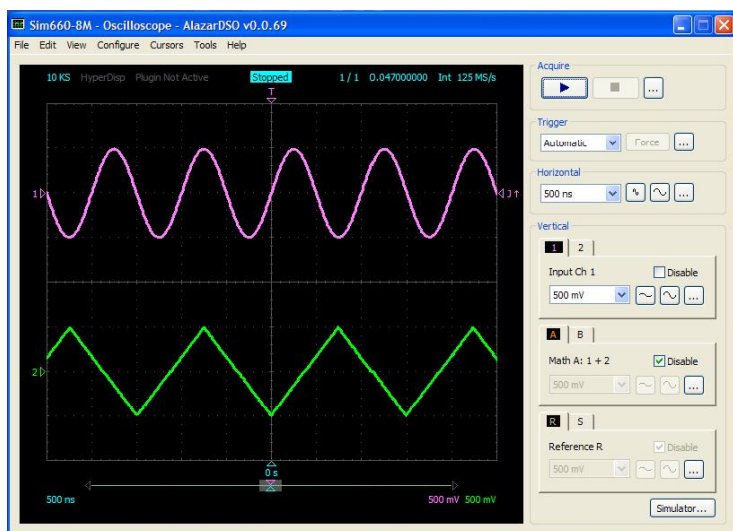 Sim660-8M - Oscilloscope - AlazarDSO v0.0.69
File Edit View Configure Cursors Tools Help
10 KS HyperDisp Plugin Not Active Stopped 1 / 1 0.047000000 Int 125 MS/s
T
1
J↑
2
0 s
500 ns 500 mV 500 mV
Acquire
...
Trigger
Automatic Force ...
Horizontal
500 ns ...
Vertical
1 2
Input Ch 1 Disable
500 mV ...
A B
Math A: 1 + 2 Disable
500 mV ...
R S
Reference R Disable
500 mV ...
Simulator...